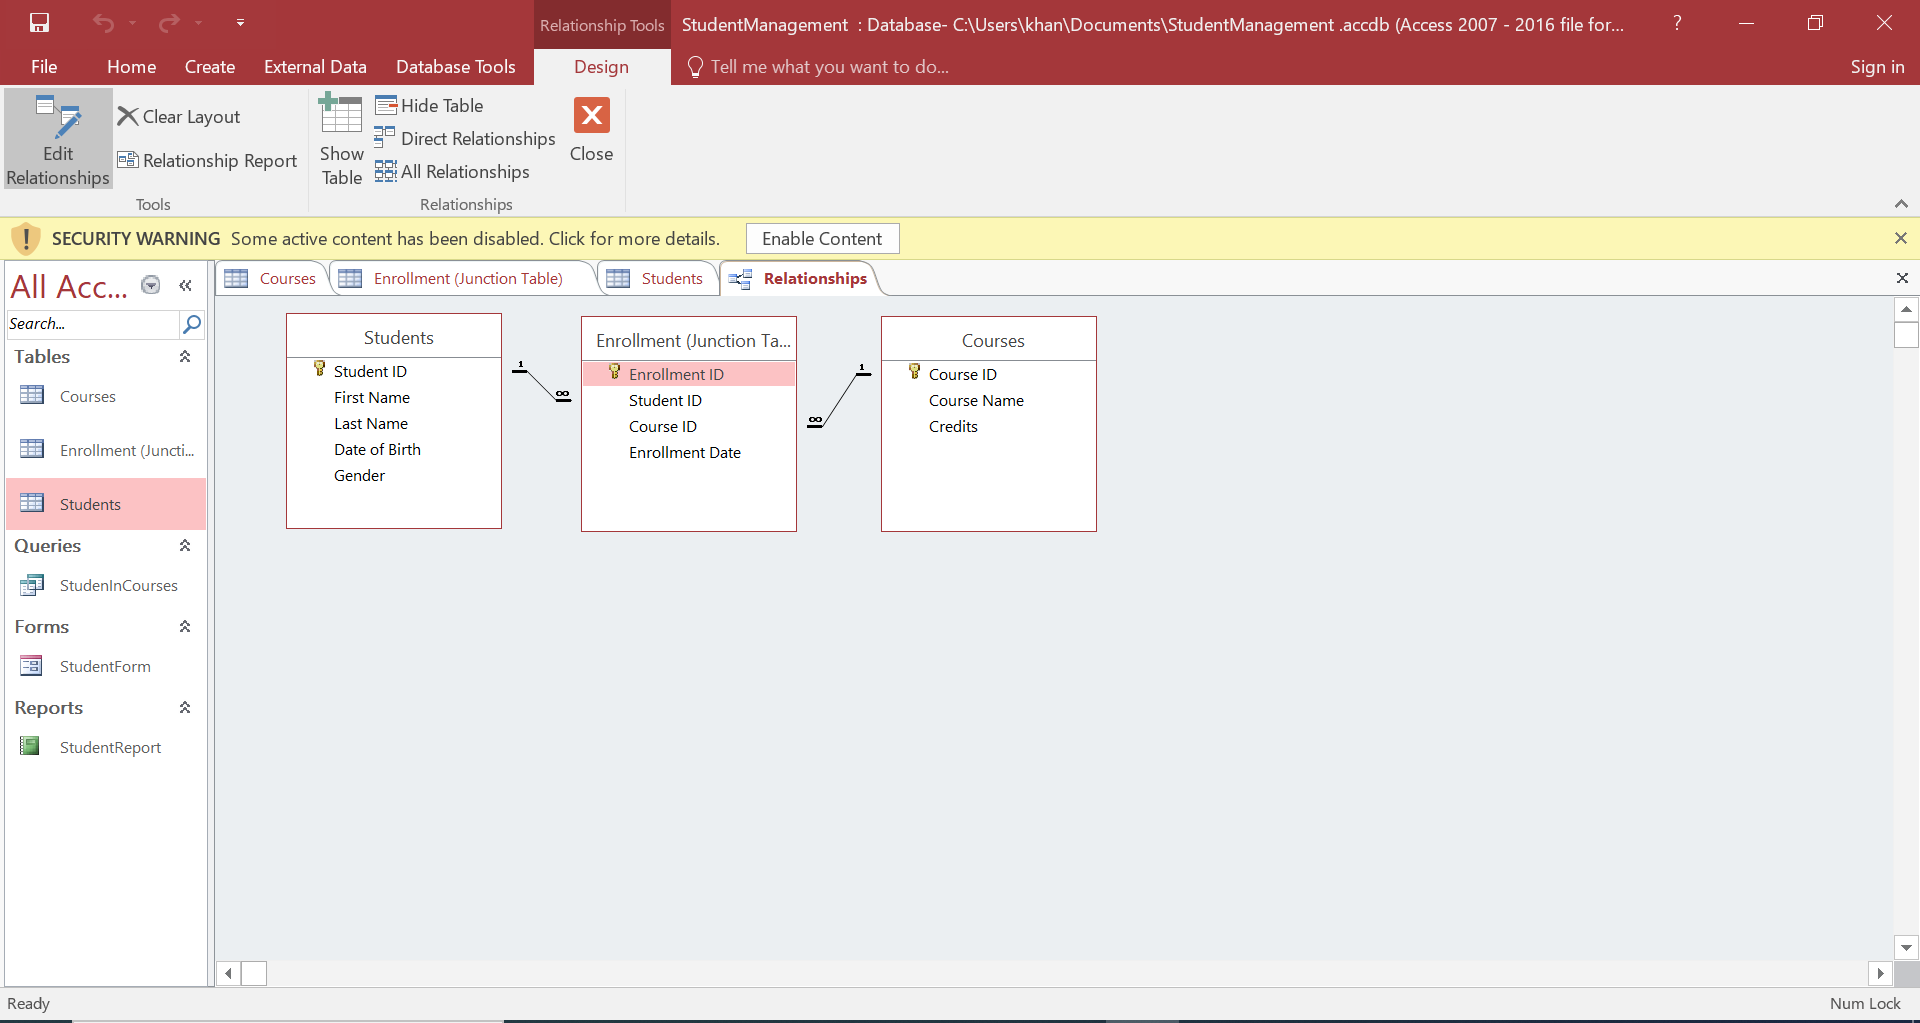 Relationship Tools
StudentManagement : Database- C:\Users\khan\Documents\StudentManagement .accdb (Access 2007 - 2016 file for...
?
File Home Create External Data Database Tools Design Tell me what you want to do... Sign in
Edit Relationships
Clear Layout
Relationship Report
Tools
Show Table
Hide Table
Direct Relationships
All Relationships
Close
Relationships
SECURITY WARNING Some active content has been disabled. Click for more details. Enable Content
All Acc...
Search...
Tables
Courses
Enrollment (Juncti...
Students
Queries
StudenInCourses
Forms
StudentForm
Reports
StudentReport
Courses Enrollment (Junction Table) Students Relationships
Students
Student ID
First Name
Last Name
Date of Birth
Gender
1
∞
Enrollment (Junction Ta...
Enrollment ID
Student ID
Course ID
Enrollment Date
1
∞
Courses
Course ID
Course Name
Credits
Ready
Num Lock